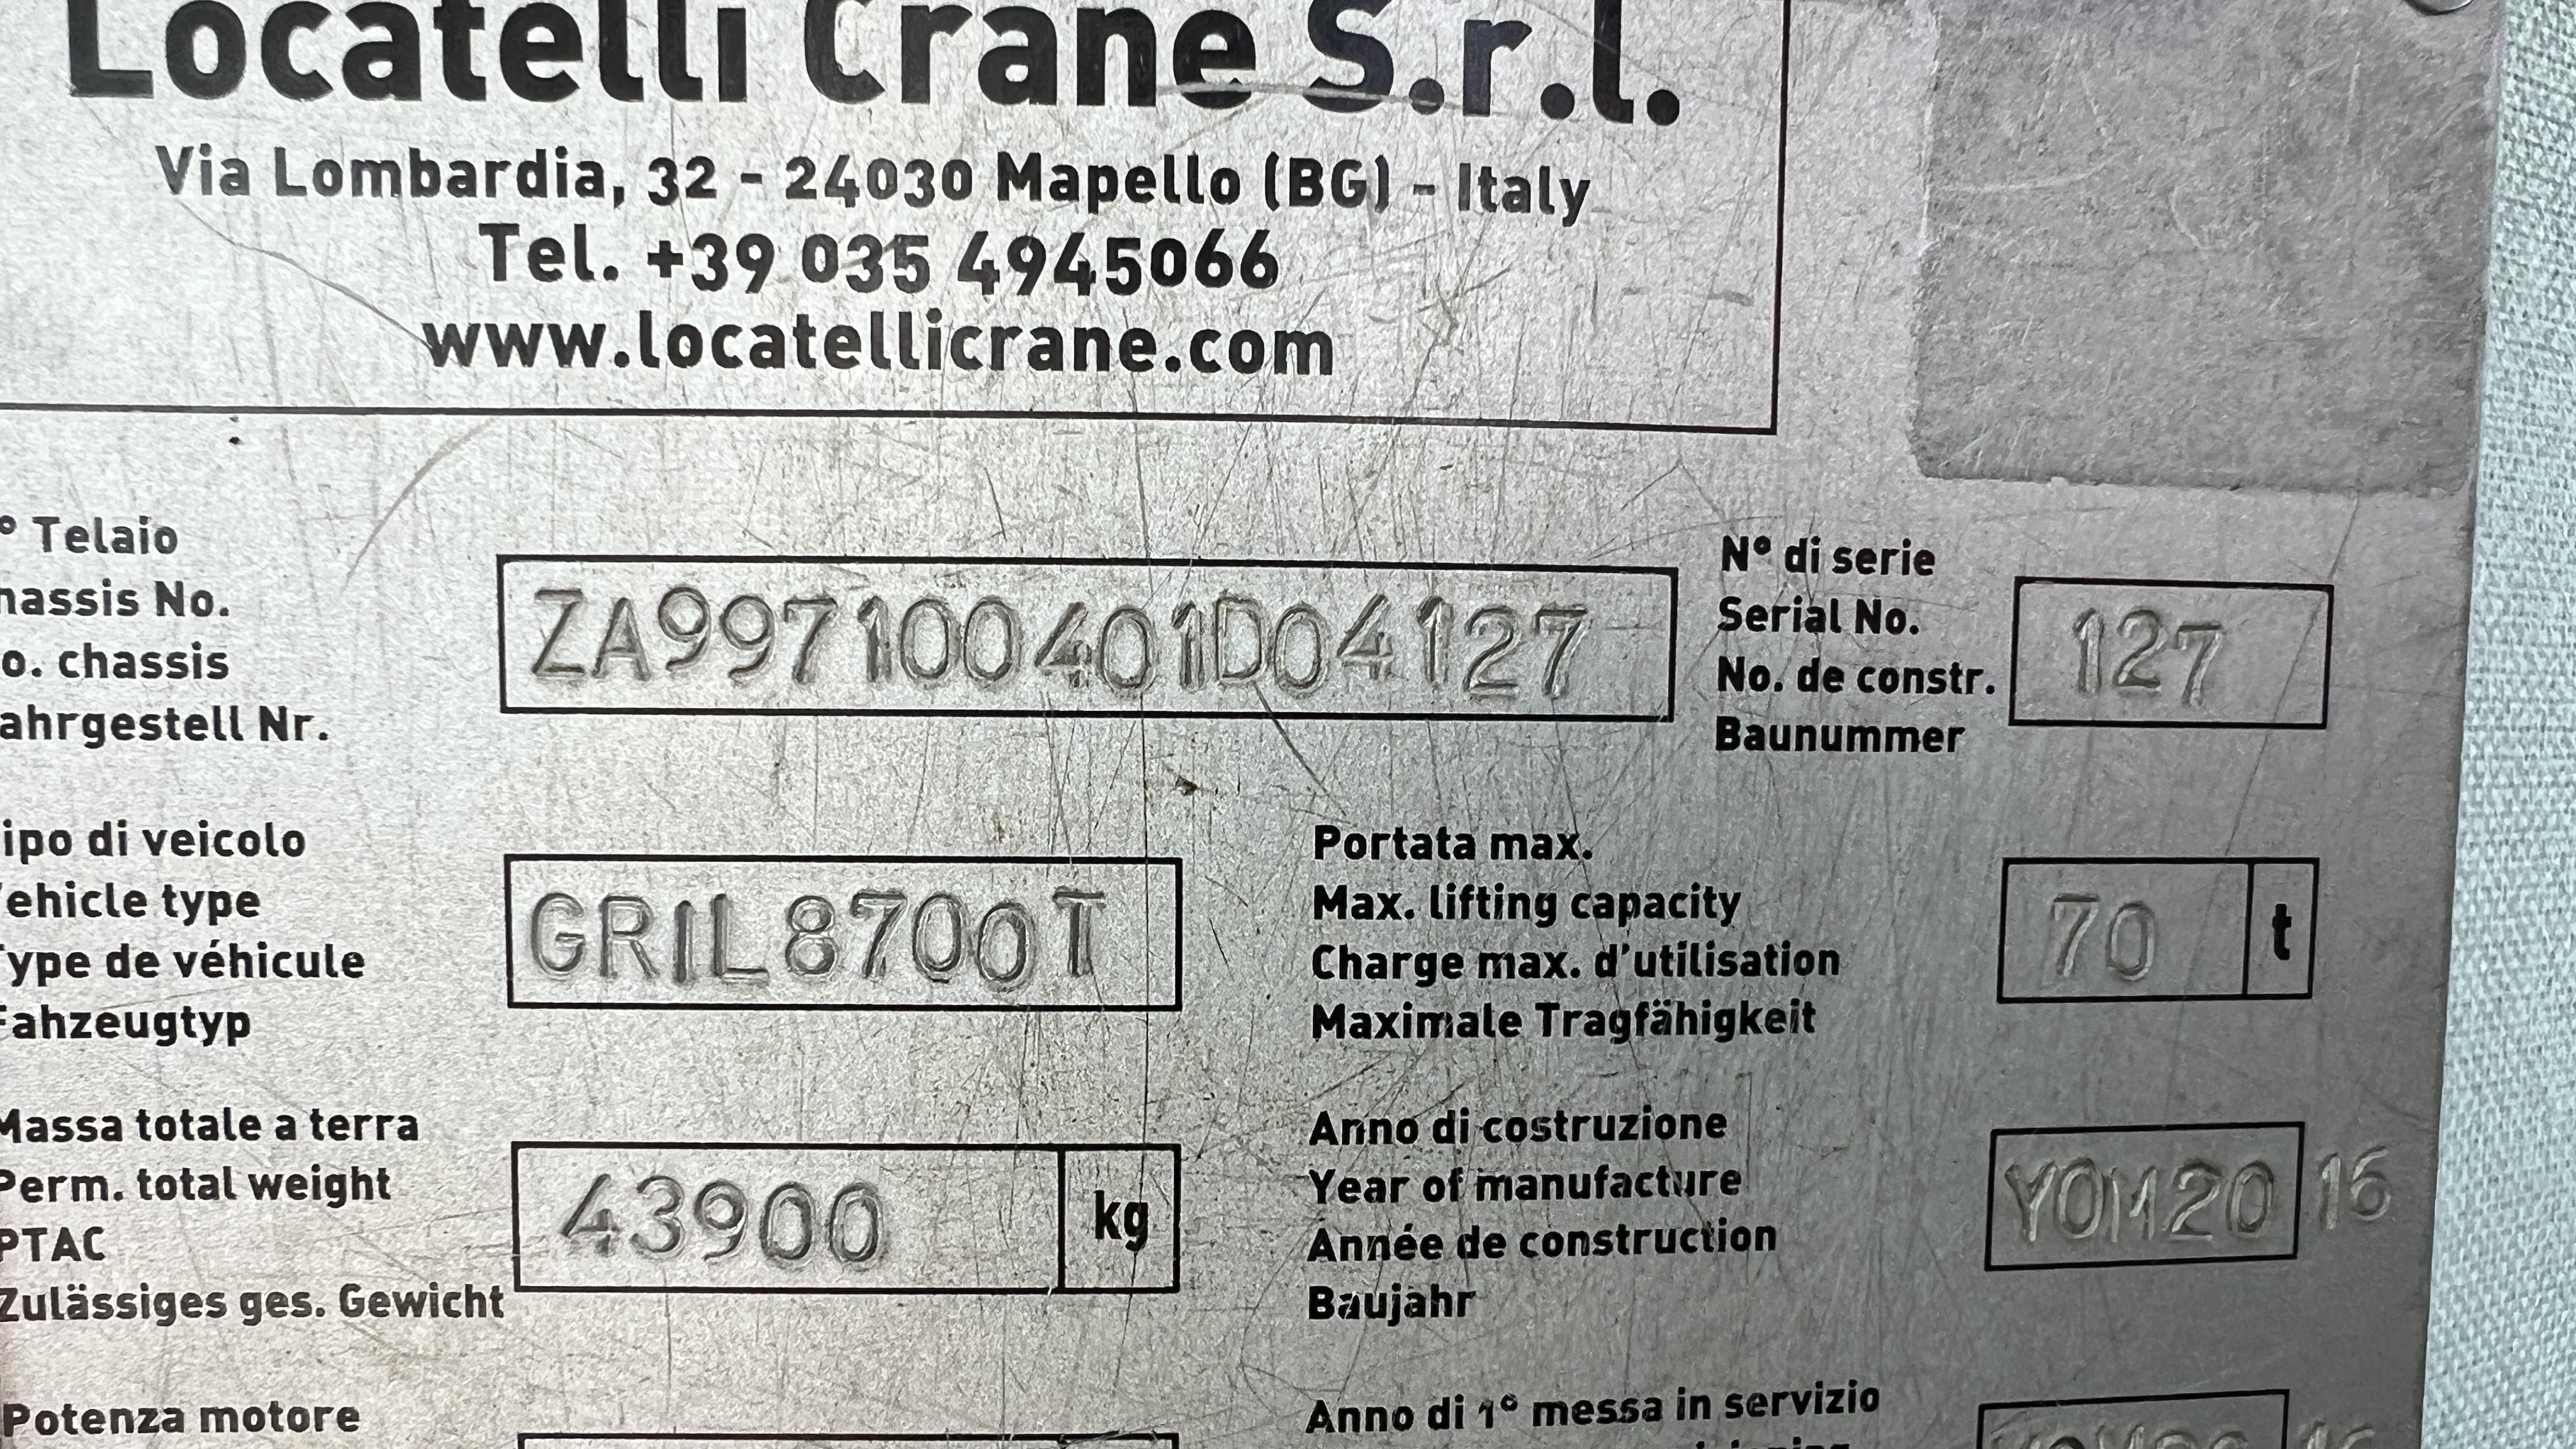 Locatelli Crane S.r.l.
Via Lombardia, 32 - 24030 Mapello (BG) - Italy
Tel. +39 035 4945066
www.locatellicrane.com
° Telaio
hassis No.
o. chassis
ahrgestell Nr.
ZA997100401D04127
N° di serie
Serial No.
No. de constr.
Baunummer
127
ipo di veicolo
ehicle type
ype de véhicule
ahzeugtyp
GRIL8700T
Portata max.
Max. lifting capacity
Charge max. d'utilisation
Maximale Tragfähigkeit
70 t
Massa totale a terra
Perm. total weight
PTAC
Zulässiges ges. Gewicht
43900 kg
Anno di costruzione
Year of manufacture
Année de construction
Baujahr
YOM2016
Potenza motore
Anno di 1° messa in servizio